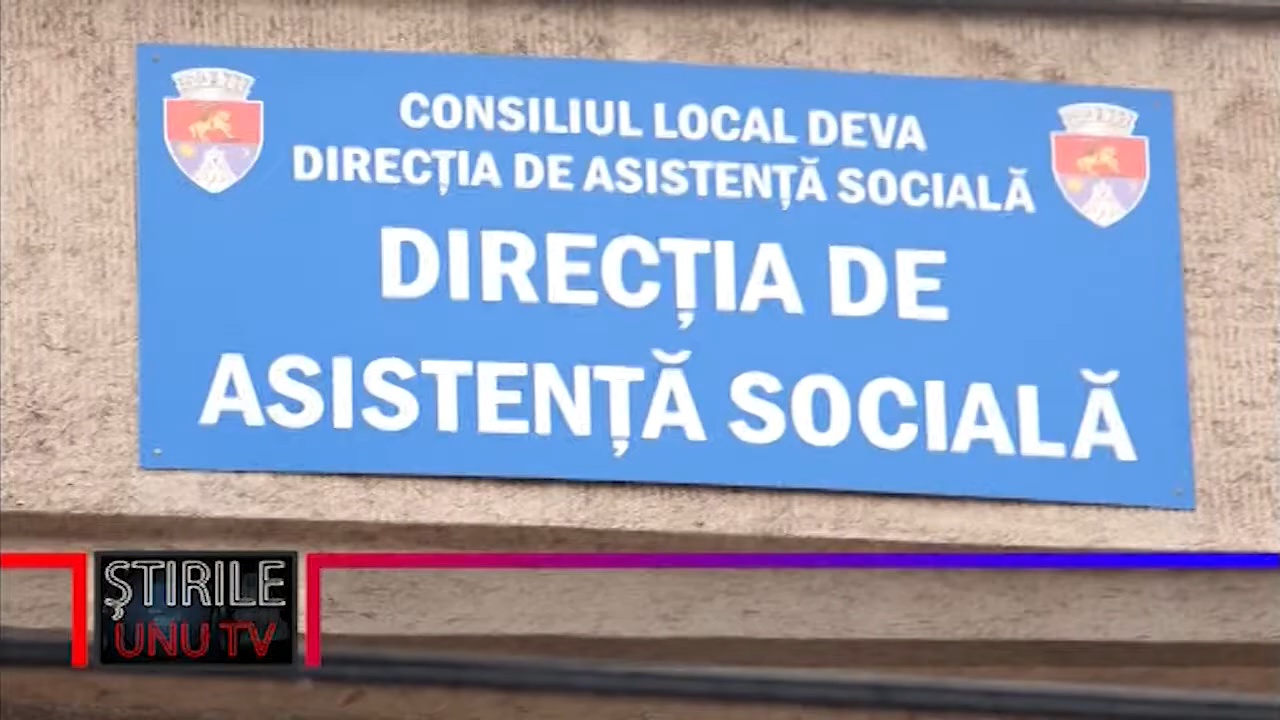 CONSILIUL LOCAL DEVA
DIRECȚIA DE ASISTENȚĂ SOCIALĂ
DIRECȚIA DE
ASISTENȚĂ SOCIALĂ
ȘTIRILE
UNU TV